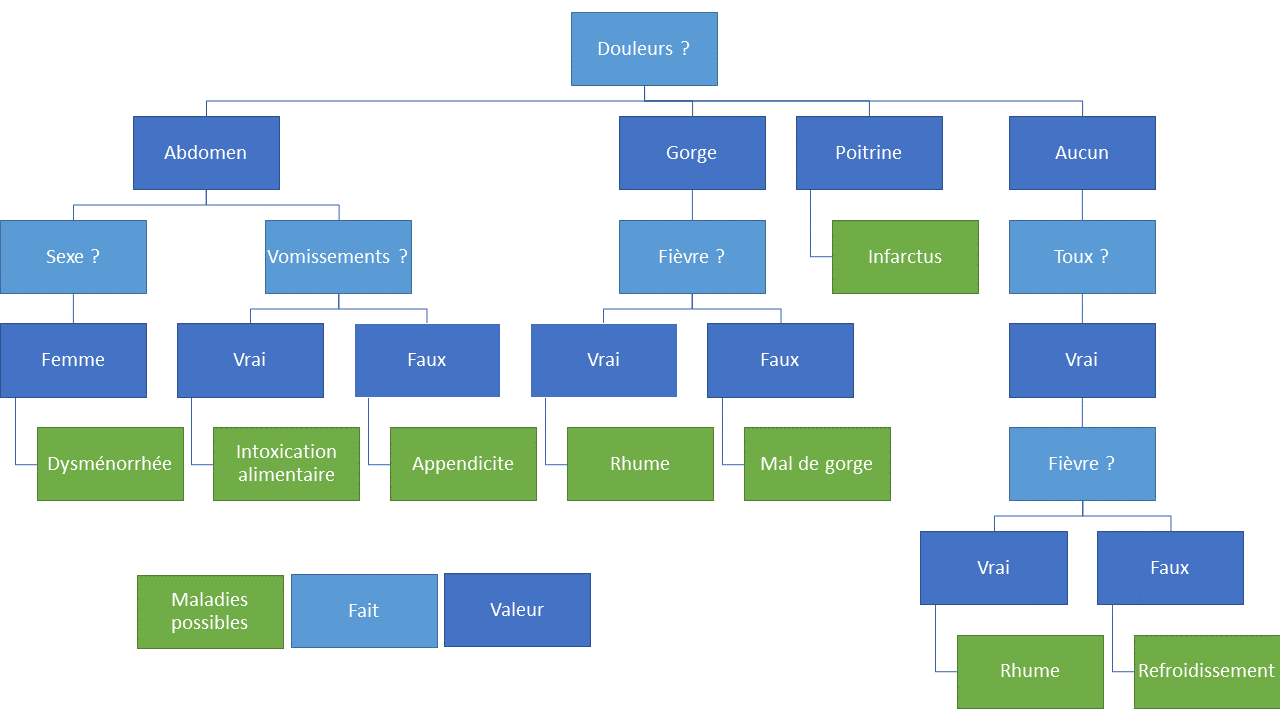 Douleurs ?
Abdomen
Gorge
Poitrine
Aucun
Sexe ?
Vomissements ?
Fièvre ?
Infarctus
Toux ?
Femme
Vrai
Faux
Vrai
Faux
Vrai
Dysménorrhée
Intoxication
alimentaire
Appendicite
Rhume
Mal de gorge
Fièvre ?
Vrai
Faux
Maladies
possibles
Fait
Valeur
Rhume
Refroidissement